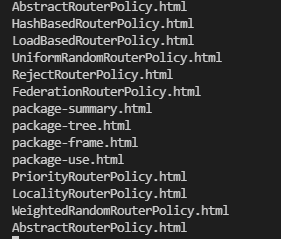 AbstractRouterPolicy.html
HashBasedRouterPolicy.html
LoadBasedRouterPolicy.html
UniformRandomRouterPolicy.html
RejectRouterPolicy.html
FederationRouterPolicy.html
package-summary.html
package-tree.html
package-frame.html
package-use.html
PriorityRouterPolicy.html
LocalityRouterPolicy.html
WeightedRandomRouterPolicy.html
AbstractRouterPolicy.html